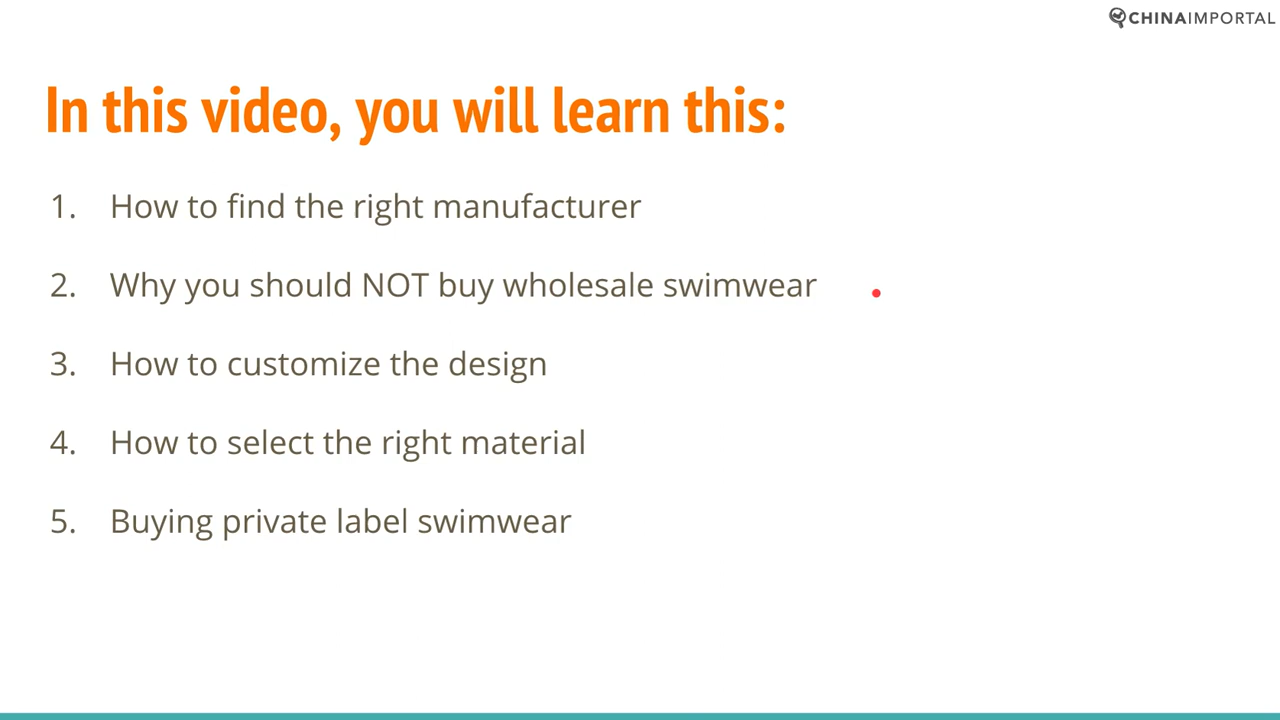 CHINAIMPORTAL
In this video, you will learn this:
1. How to find the right manufacturer
2. Why you should NOT buy wholesale swimwear
3. How to customize the design
4. How to select the right material
5. Buying private label swimwear